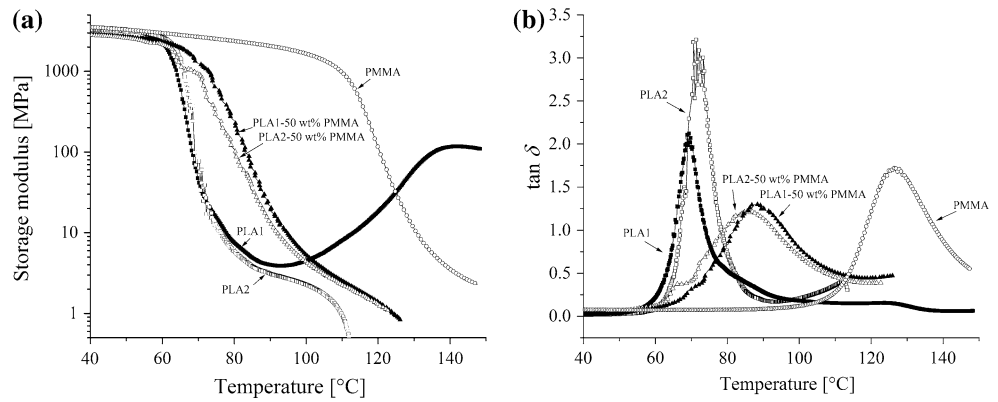 (a)
Storage modulus [MPa]
1000
100
10
1
PMMA
PLA1-50 wt% PMMA
PLA2-50 wt% PMMA
PLA1
PLA2
40 60 80 100 120 140
Temperature [°C]
(b)
tan δ
3.5
3.0
2.5
2.0
1.5
1.0
0.5
0.0
PLA2
PLA2-50 wt% PMMA
PLA1-50 wt% PMMA
PLA1
PMMA
40 60 80 100 120 140
Temperature [°C]